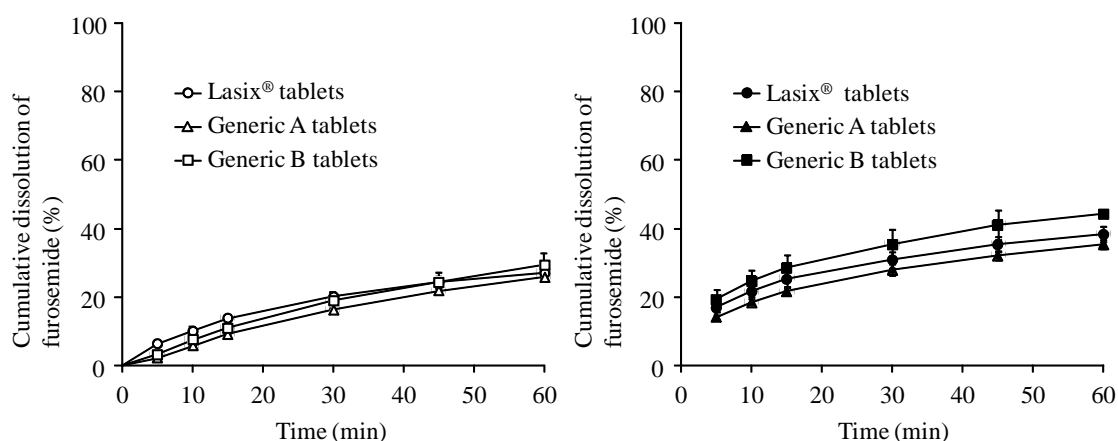 100
80
60
40
20
0
Cumulative dissolution of
furosemide (%)
Lasix® tablets
Generic A tablets
Generic B tablets
0 10 20 30 40 50 60
Time (min)
100
80
60
40
20
0
Cumulative dissolution of
furosemide (%)
Lasix® tablets
Generic A tablets
Generic B tablets
0 10 20 30 40 50 60
Time (min)